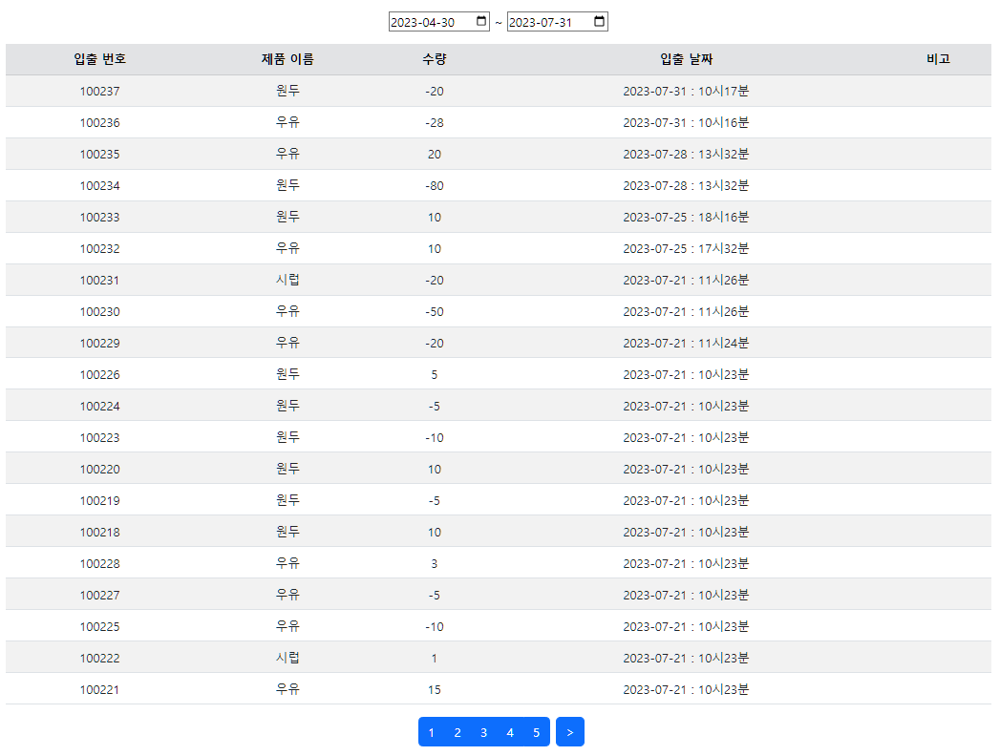 2023-04-30 ~ 2023-07-31
입출 번호 제품 이름 수량 입출 날짜 비고
100237 원두 -20 2023-07-31 : 10시17분
100236 우유 -28 2023-07-31 : 10시16분
100235 우유 20 2023-07-28 : 13시32분
100234 원두 -80 2023-07-28 : 13시32분
100233 원두 10 2023-07-25 : 18시16분
100232 우유 10 2023-07-25 : 17시32분
100231 시럽 -20 2023-07-21 : 11시26분
100230 우유 -50 2023-07-21 : 11시26분
100229 우유 -20 2023-07-21 : 11시24분
100226 원두 5 2023-07-21 : 10시23분
100224 원두 -5 2023-07-21 : 10시23분
100223 원두 -10 2023-07-21 : 10시23분
100220 원두 10 2023-07-21 : 10시23분
100219 원두 -5 2023-07-21 : 10시23분
100218 원두 10 2023-07-21 : 10시23분
100228 우유 3 2023-07-21 : 10시23분
100227 우유 -5 2023-07-21 : 10시23분
100225 우유 -10 2023-07-21 : 10시23분
100222 시럽 1 2023-07-21 : 10시23분
100221 우유 15 2023-07-21 : 10시23분
1 2 3 4 5 >